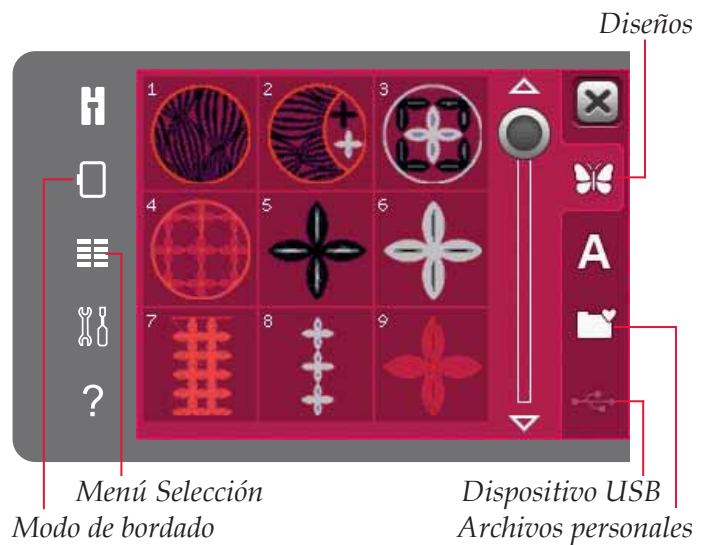 Diseños
1 2 3
4 5 6
A
7 8 9
?
Menú Selección
Dispositivo USB
Modo de bordado
Archivos personales